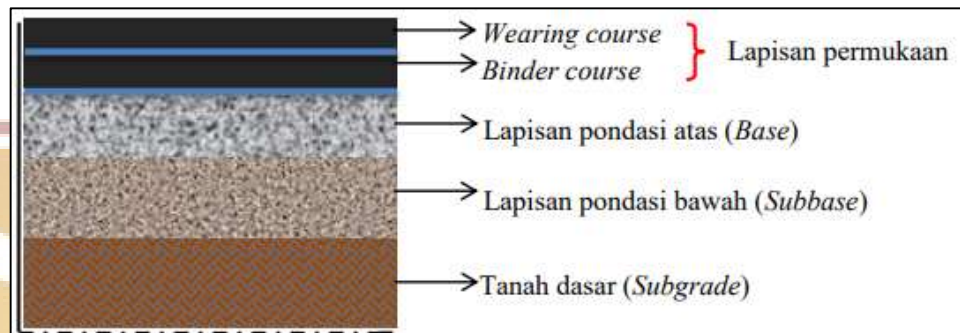 Wearing course
Lapisan permukaan
Binder course
Lapisan pondasi atas (Base)
Lapisan pondasi bawah (Subbase)
Tanah dasar (Subgrade)